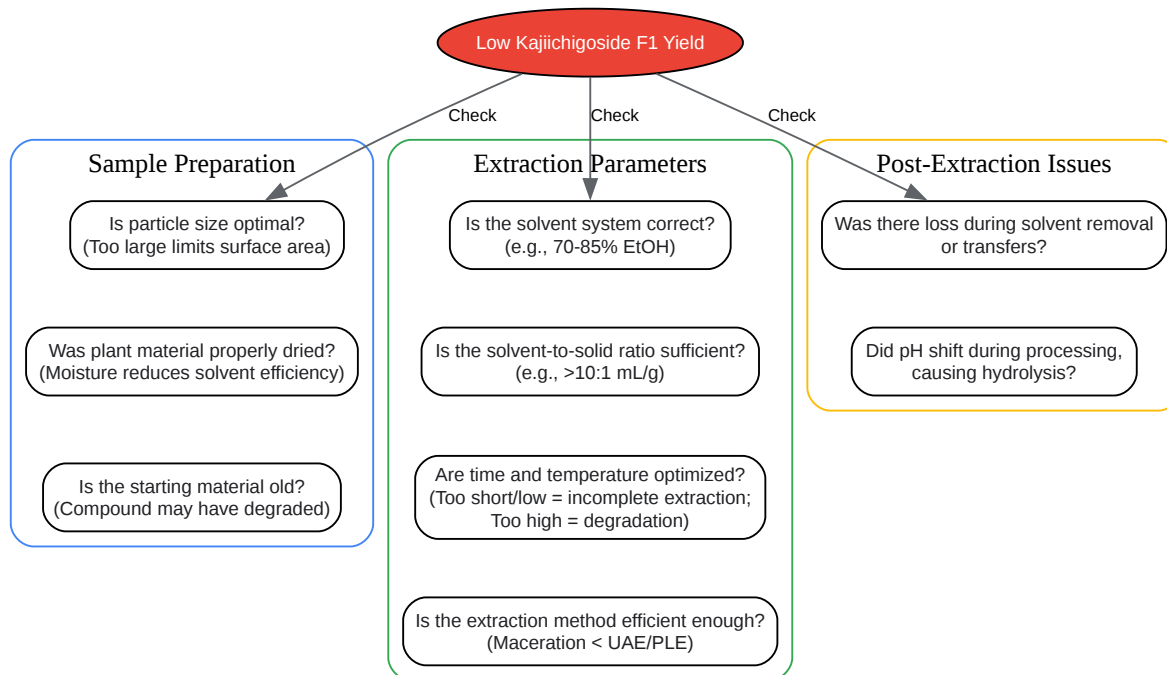 Low Kajiichigoside F1 Yield
Check
Check
Check
Sample Preparation
Is particle size optimal?
(Too large limits surface area)
Was plant material properly dried?
(Moisture reduces solvent efficiency)
Is the starting material old?
(Compound may have degraded)
Extraction Parameters
Is the solvent system correct?
(e.g., 70-85% EtOH)
Is the solvent-to-solid ratio sufficient?
(e.g., >10:1 mL/g)
Are time and temperature optimized?
(Too short/low = incomplete extraction;
Too high = degradation)
Is the extraction method efficient enough?
(Maceration < UAE/PLE)
Post-Extraction Issues
Was there loss during solvent removal
or transfers?
Did pH shift during processing,
causing hydrolysis?